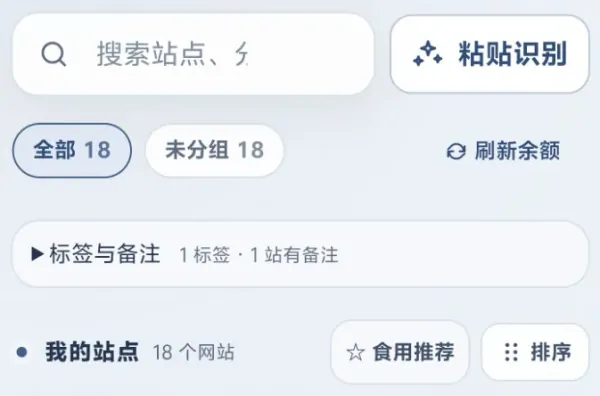 搜索站点、
粘贴识别
全部 18
未分组 18
刷新余额
▶标签与备注 1 标签 · 1 站有备注
我的站点 18 个网站
☆ 食用推荐
排序